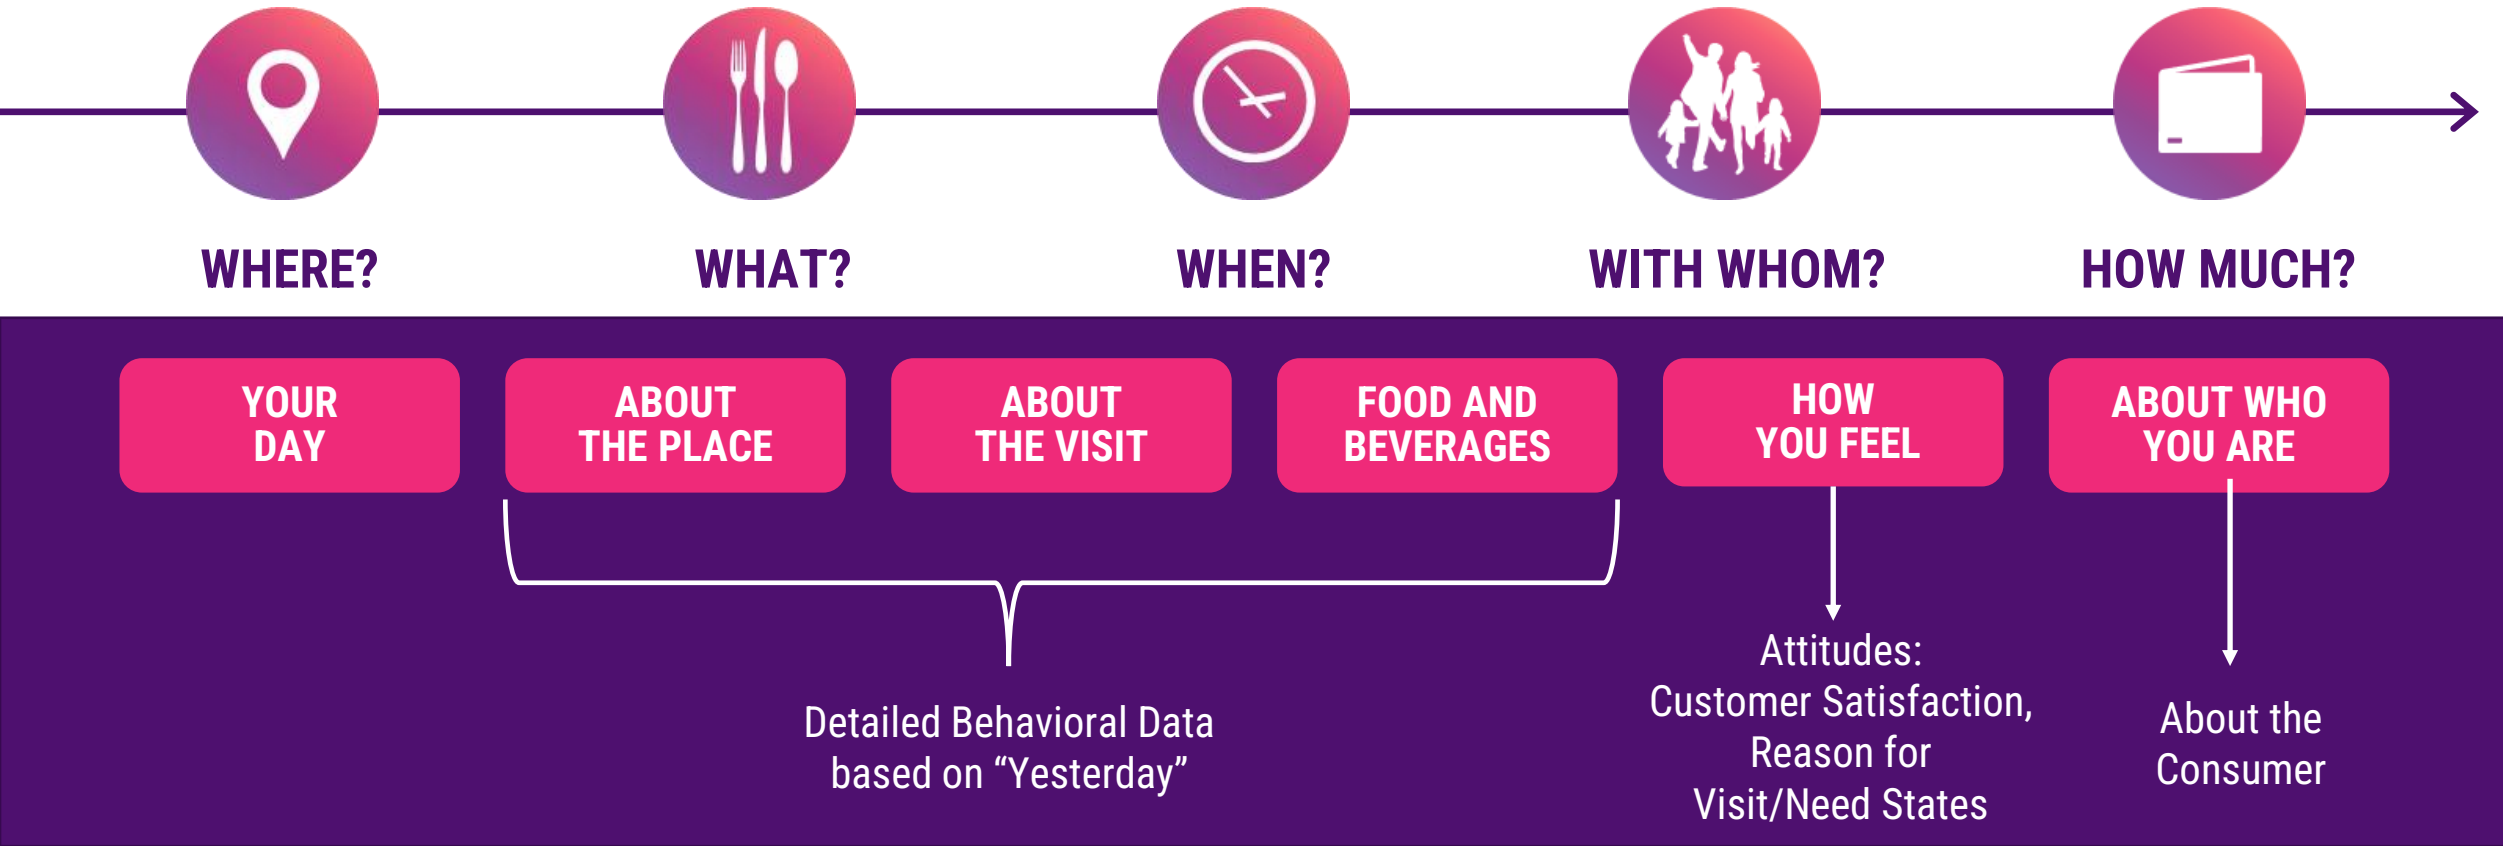 WHERE?
WHAT?
WHEN?
WITH WHOM?
HOW MUCH?
YOUR
DAY
ABOUT
THE PLACE
ABOUT
THE VISIT
FOOD AND
BEVERAGES
HOW
YOU FEEL
ABOUT WHO
YOU ARE
Detailed Behavioral Data
based on “Yesterday”
Attitudes:
Customer Satisfaction,
Reason for
Visit/Need States
About the
Consumer